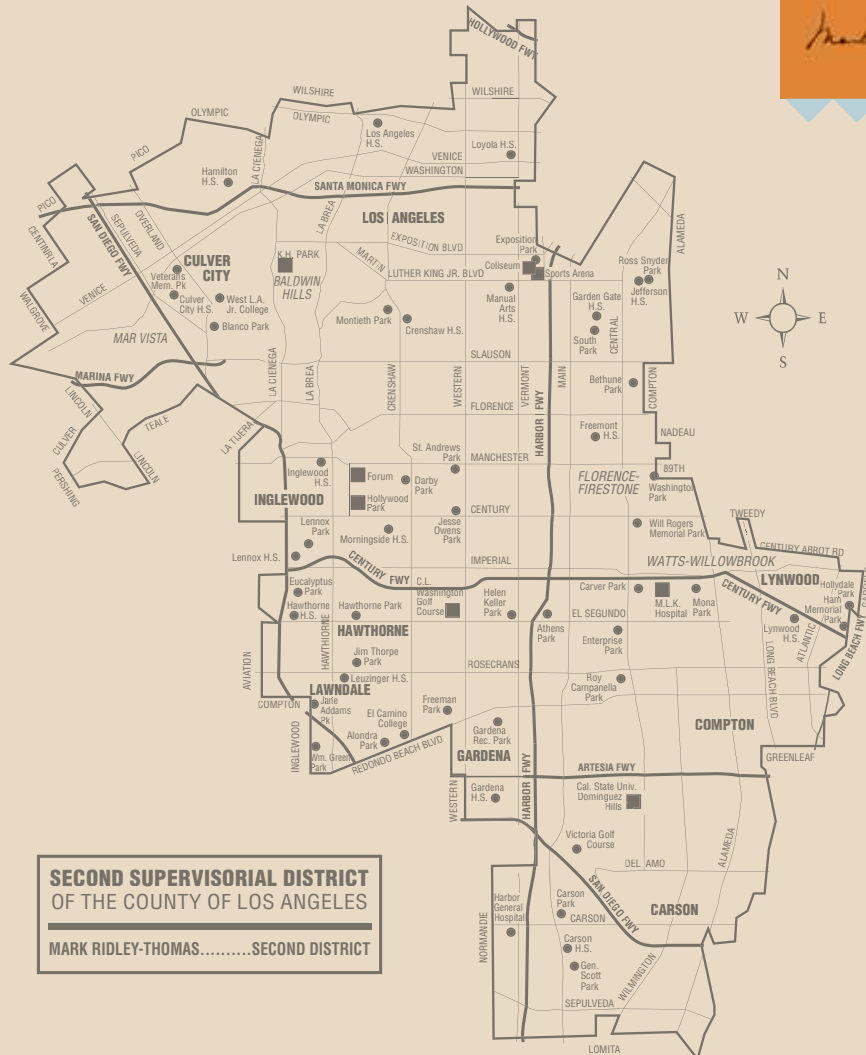 HOLLYWOOD FWY
WILSHIRE
WILSHIRE
OLYMPIC
OLYMPIC
Los Angeles
H.S.
Loyola H.S.
PICO
LA CIENEGA
VENICE
WASHINGTON
Hamilton
H.S.
SANTA MONICA FWY
PICO
SAN DIEGO FWY
SEPULVEDA
OVERLAND
LA BREA
LOS ANGELES
ALAMEDA
CENTINRLA
EXPOSITION BLVD
Exposition
Park
K.H. PARK
MARTIN
LUTHER KING JR. BLVD
Coliseum
Sports Arena
Ross Snyder
Park
CULVER
CITY
Veterans
Mem. Pk
BALDWIN
HILLS
Jefferson
H.S.
N
W
E
S
WALGROVE
VENICE
Culver
City H.S.
West L.A.
Jr. College
Manual
Arts
H.S.
Garden Gate
H.S.
Montieth Park
Crenshaw H.S.
Blanco Park
MAR VISTA
South
Park
CENTRAL
SLAUSON
MARINA FWY
LA CIENEGA
LA BREA
CRENSHAW
WESTERN
VERMONT
HARBOR FWY
MAIN
Bethune
Park
COMPTON
LINCOLN
FLORENCE
TEALE
LA TIJERA
Freemont
H.S.
NADEAU
CULVER
LINCOLN
PERSHING
St. Andrews
Park
MANCHESTER
89TH
Inglewood
H.S.
Forum
Darby
Park
FLORENCE-
FIRESTONE
Washington
Park
INGLEWOOD
Hollywood
Park
CENTURY
TWEEDY
Lennox
Park
Morningside H.S.
Jesse
Owens
Park
Will Rogers
Memorial Park
CENTURY ABBOT RD
Lennox H.S.
IMPERIAL
WATTS-WILLOWBROOK
CENTURY FWY
C.L.
LYNWOOD
Hollydale
Park
Eucalyptus
Park
Washington
Golf
Course
Helen
Keller
Park
Carver Park
M.L.K.
Hospital
Mona
Park
CENTURY FWY
Ham
Memorial
Park
Hawthorne
H.S.
Hawthorne Park
EL SEGUNDO
Athens
Park
Enterprise
Park
Lynwood
H.S.
ATLANTIC
LONG BEACH FWY
HAWTHIORNE
HAWTHORNE
Jim Thorpe
Park
ROSECRANS
LONG BEACH BLVD
AVIATION
Leuzinger H.S.
Roy
Campanella
Park
LAWNDALE
COMPTON
Jane
Addams
Pk
Freeman
Park
El Camino
College
COMPTON
INGLEWOOD
Alondra
Park
Gardena
Rec. Park
Wm. Green
Park
REDONDO BEACH BLVD
GARDENA
GREENLEAF
HARBOR FWY
ARTESIA FWY
WESTERN
Gardena
H.S.
Cal. State Univ.
Dominguez
Hills
Victoria Golf
Course
ALAMEDA
DEL AMO
SECOND SUPERVISORIAL DISTRICT
OF THE COUNTY OF LOS ANGELES
MARK RIDLEY-THOMAS..........SECOND DISTRICT
SAN DIEGO FWY
Harbor
General
Hospital
Carson
Park
CARSON
CARSON
NORMANDIE
Carson
H.S.
Gen.
Scott
Park
WILMINGTON
SEPULVEDA
LOMITA